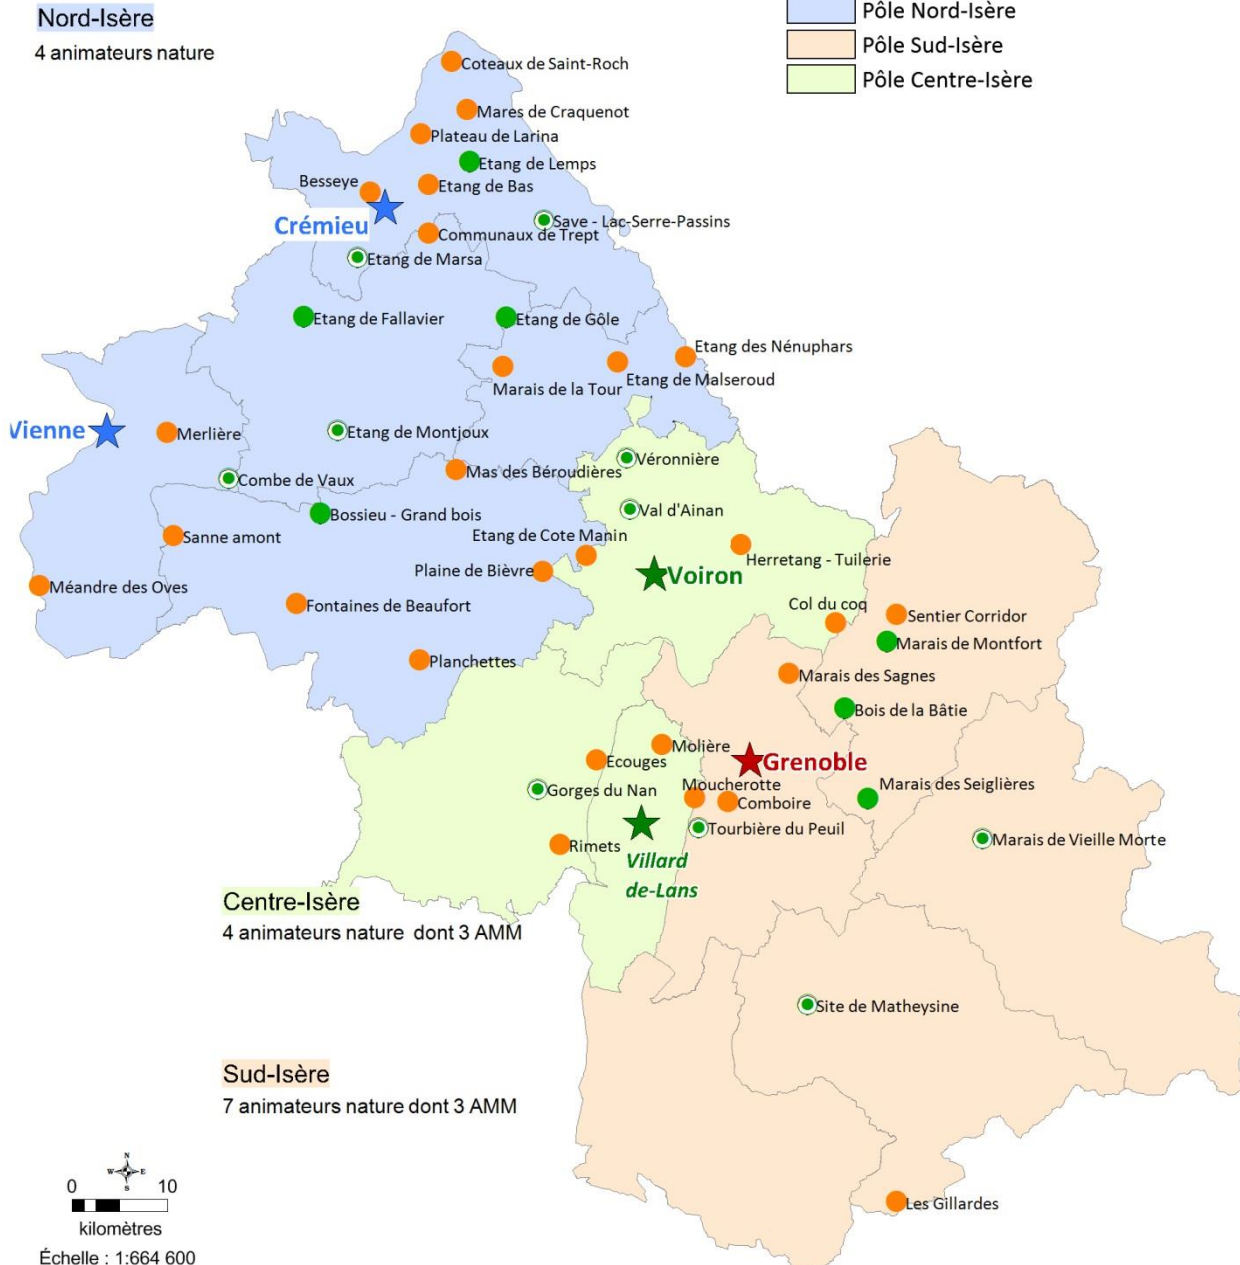 Nord-Isère
4 animateurs nature
Pôle Nord-Isère
Pôle Sud-Isère
Pôle Centre-Isère
Coteaux de Saint-Roch
Mares de Craquenot
Plateau de Larina
Etang de Lemps
Besseye
Etang de Bas
Crémieu
Save - Lac-Serre-Passins
Communaux de Trept
Etang de Marsa
Etang de Fallavier
Etang de Gôle
Etang des Nénuphars
Marais de la Tour
Etang de Malseroud
Vienne
Merlière
Etang de Montjoux
Véronnière
Mas des Béroudières
Combe de Vaux
Val d'Ainan
Bossieu - Grand bois
Sanne amont
Etang de Cote Manin
Herretang - Tuilerie
Plaine de Bièvre
Voiron
Méandre des Oves
Fontaines de Beaufort
Col du coq
Sentier Corridor
Marais de Montfort
Planchettes
Marais des Sagnes
Bois de la Bâtie
Molière
Ecouges
Grenoble
Moucherotte
Marais des Seiglières
Gorges du Nan
Comboire
Tourbière du Peuil
Marais de Vieille Morte
Rimets
Villard
de-Lans
Centre-Isère
4 animateurs nature dont 3 AMM
Site de Matheysine
Sud-Isère
7 animateurs nature dont 3 AMM
N
W E
S
0 10
kilomètres
Échelle : 1:664 600
Les Gillardes